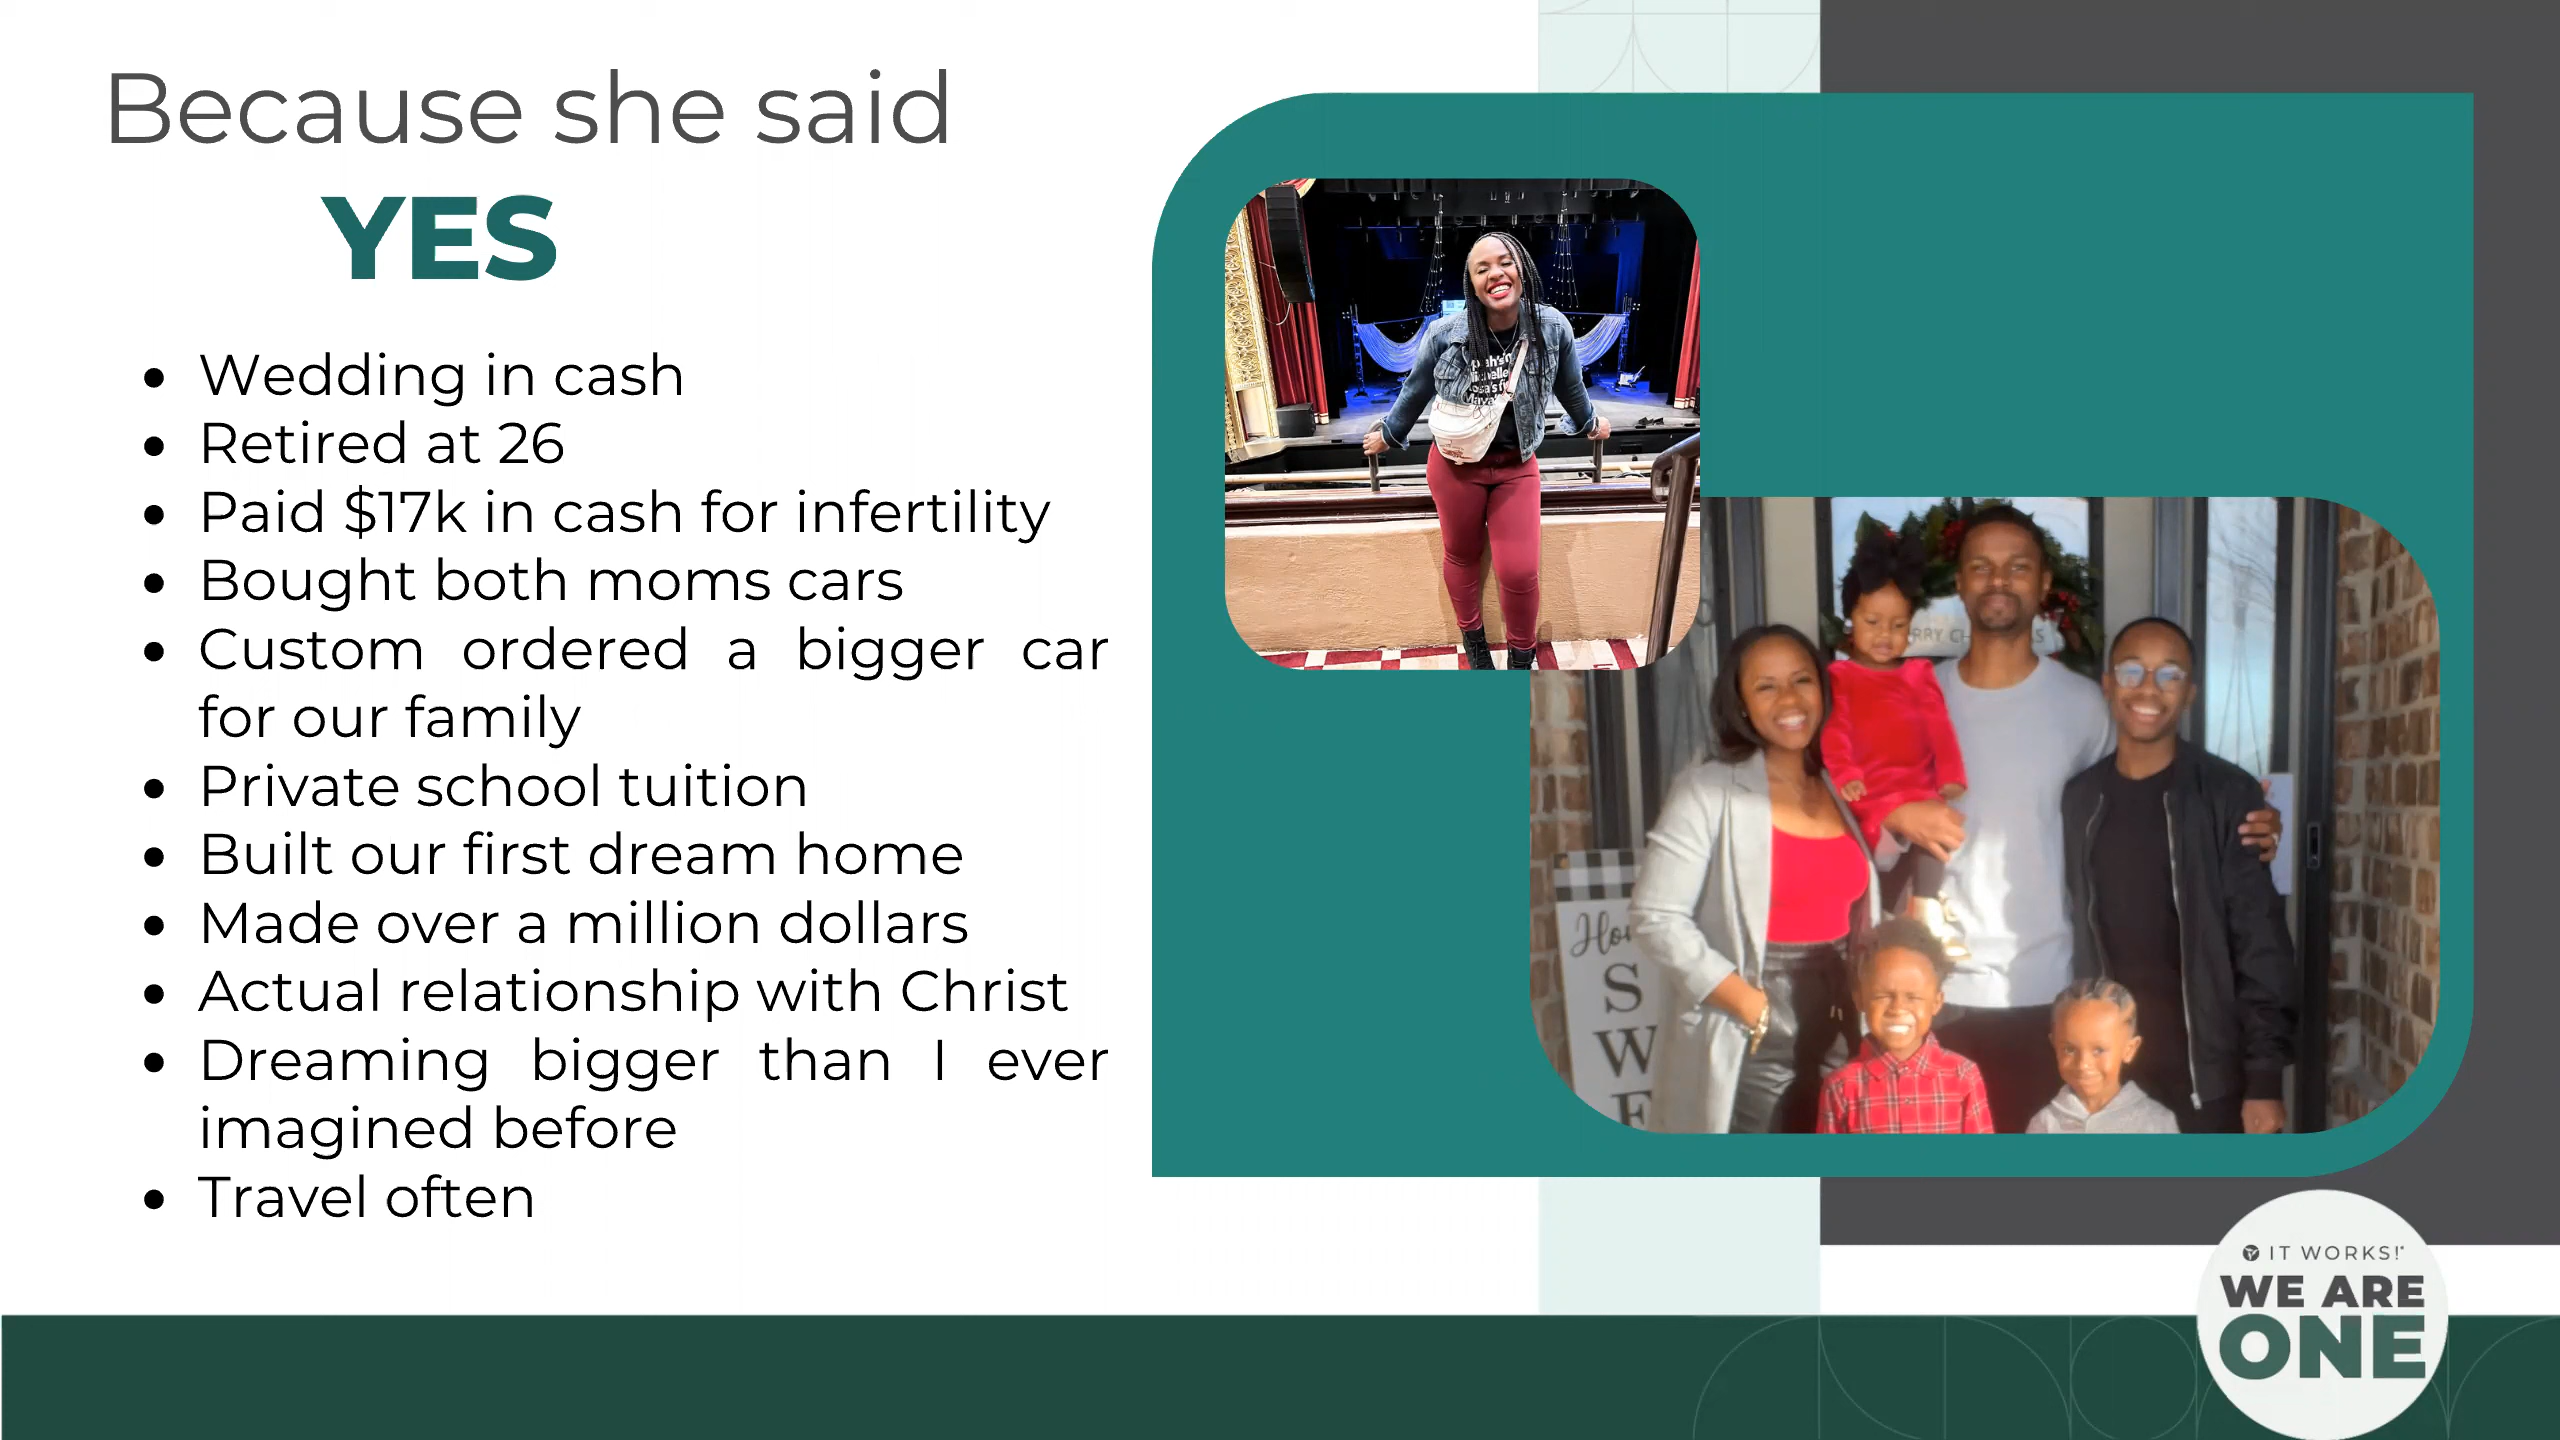 Because she said
YES
• Wedding in cash
• Retired at 26
• Paid $17k in cash for infertility
• Bought both moms cars
• Custom ordered a bigger car
for our family
• Private school tuition
• Built our first dream home
• Made over a million dollars
• Actual relationship with Christ
• Dreaming bigger than I ever
imagined before
• Travel often
S
W
IT WORKS!
WE ARE
ONE